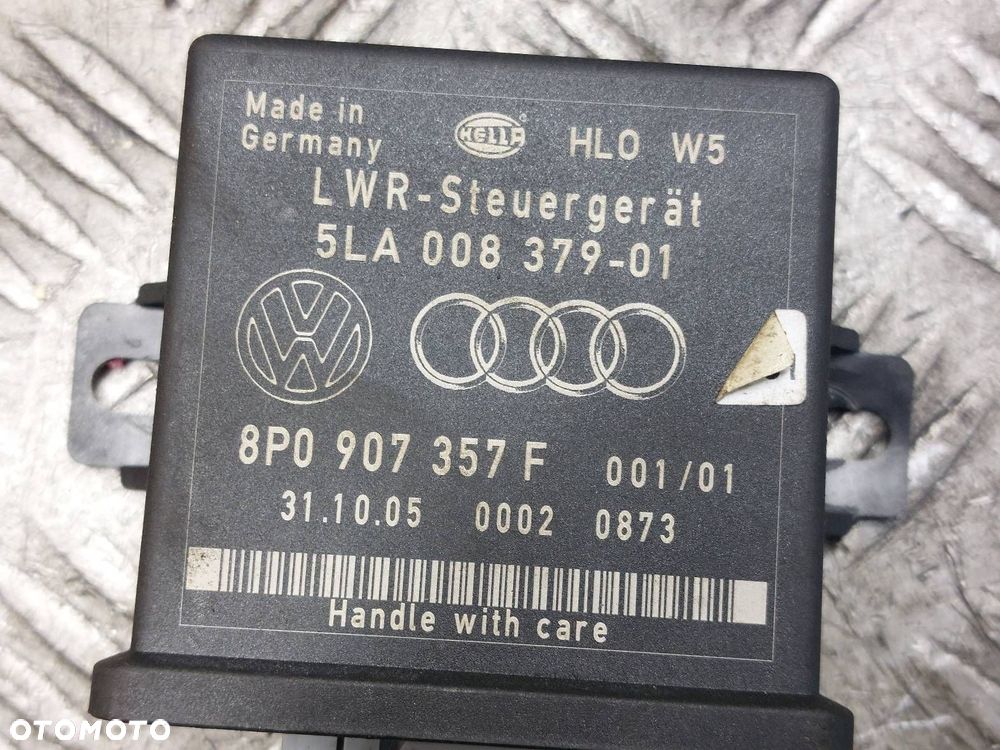 Made in
Germany
HELLA
®
HLO W5
LWR-Steuergerät
5LA 008 379-01
8P0 907 357 F 001/01
31.10.05 0002 0873
Handle with care
OTOMOTO